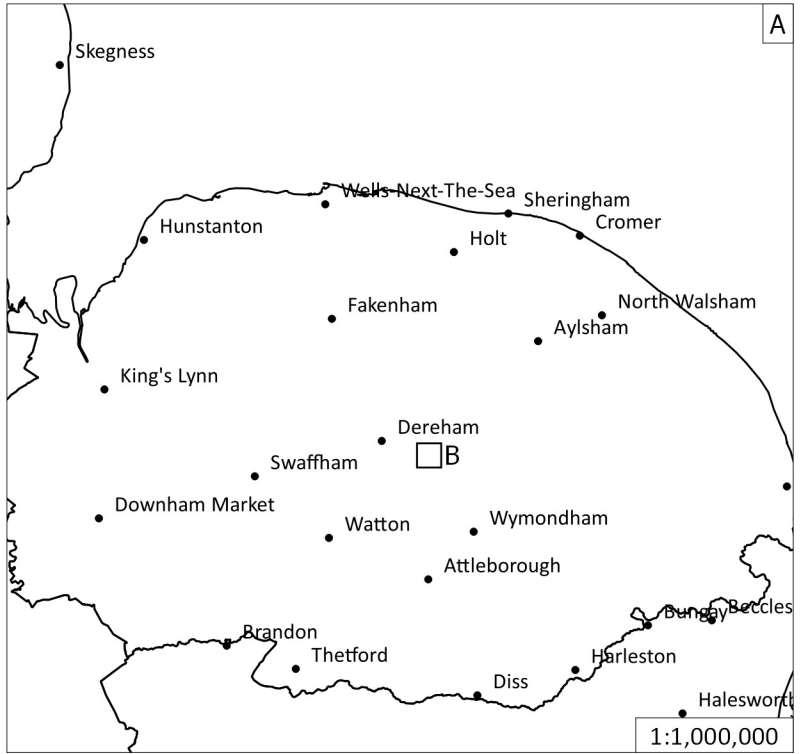 A
Skegness
Wells-Next-The-Sea
Sheringham
Cromer
Hunstanton
Holt
North Walsham
Fakenham
Aylsham
King's Lynn
Dereham
B
Swaffham
Downham Market
Wymondham
Watton
Attleborough
Bungay
Beccles
Brandon
Thetford
Harleston
Diss
Halesworth
1:1,000,000